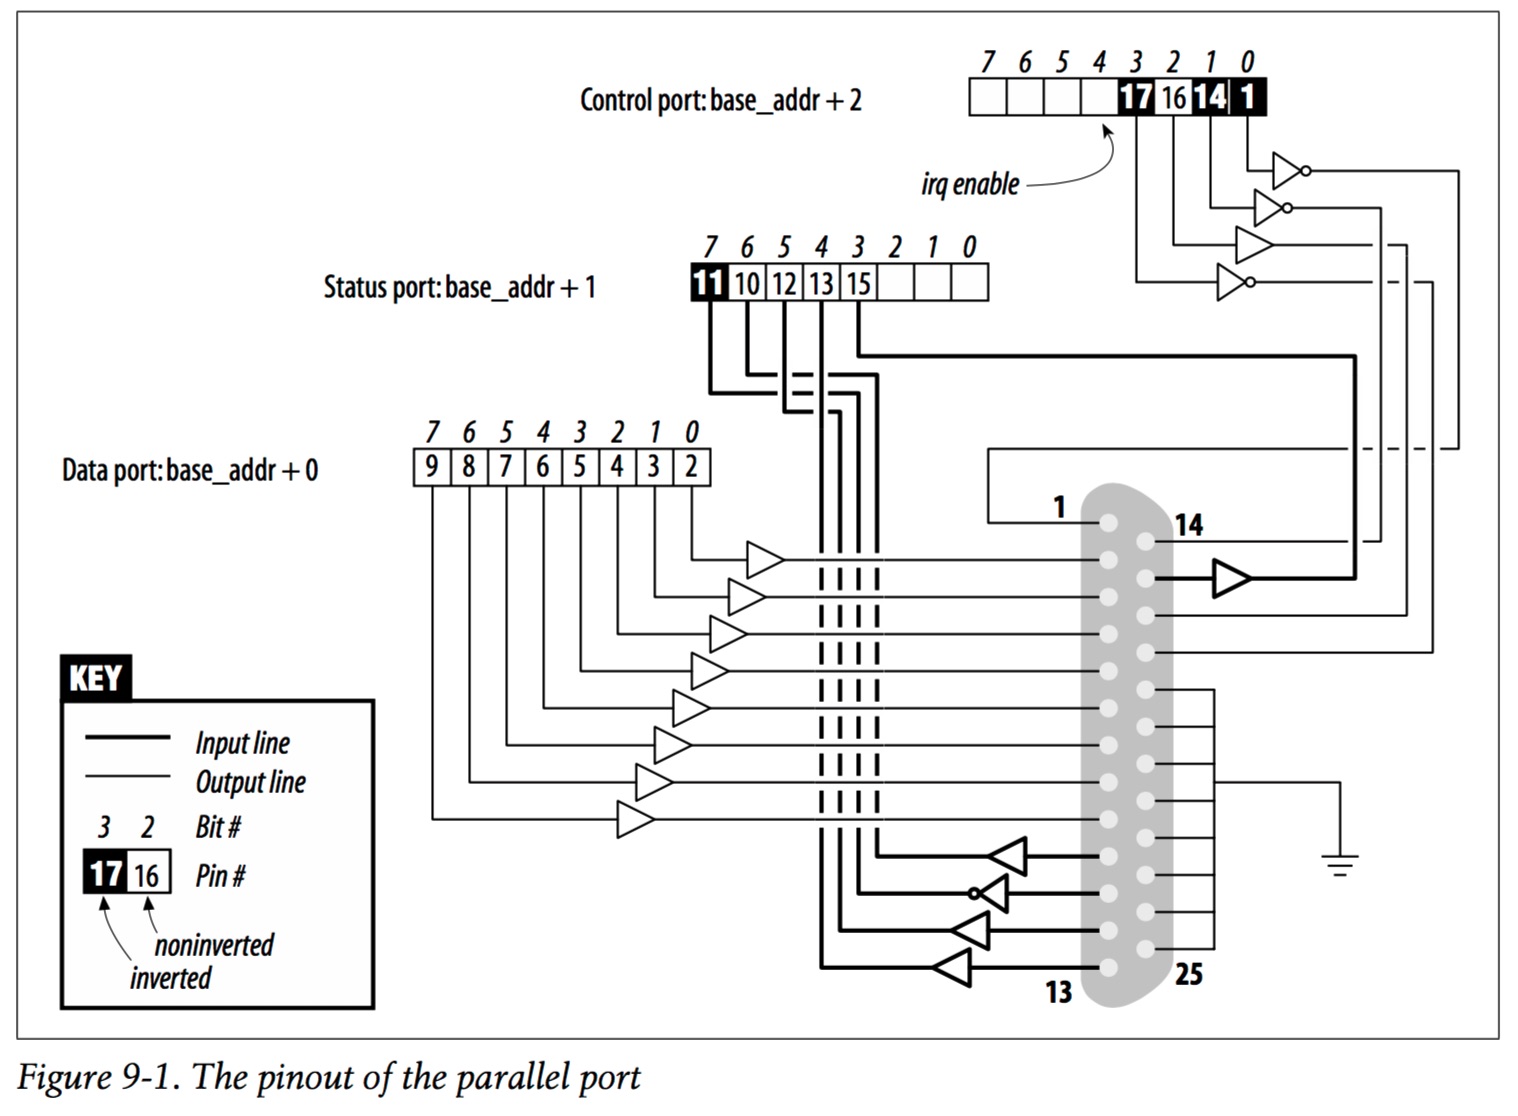 7 6 5 4 3 2 1 0
Control port: base_addr + 2
17 16 14 1
irq enable
7 6 5 4 3 2 1 0
Status port: base_addr + 1
11 10 12 13 15
7 6 5 4 3 2 1 0
Data port: base_addr + 0
9 8 7 6 5 4 3 2
1
14
KEY
Input line
Output line
3 2 Bit #
17 16 Pin #
noninverted
inverted
13
25
Figure 9-1. The pinout of the parallel port